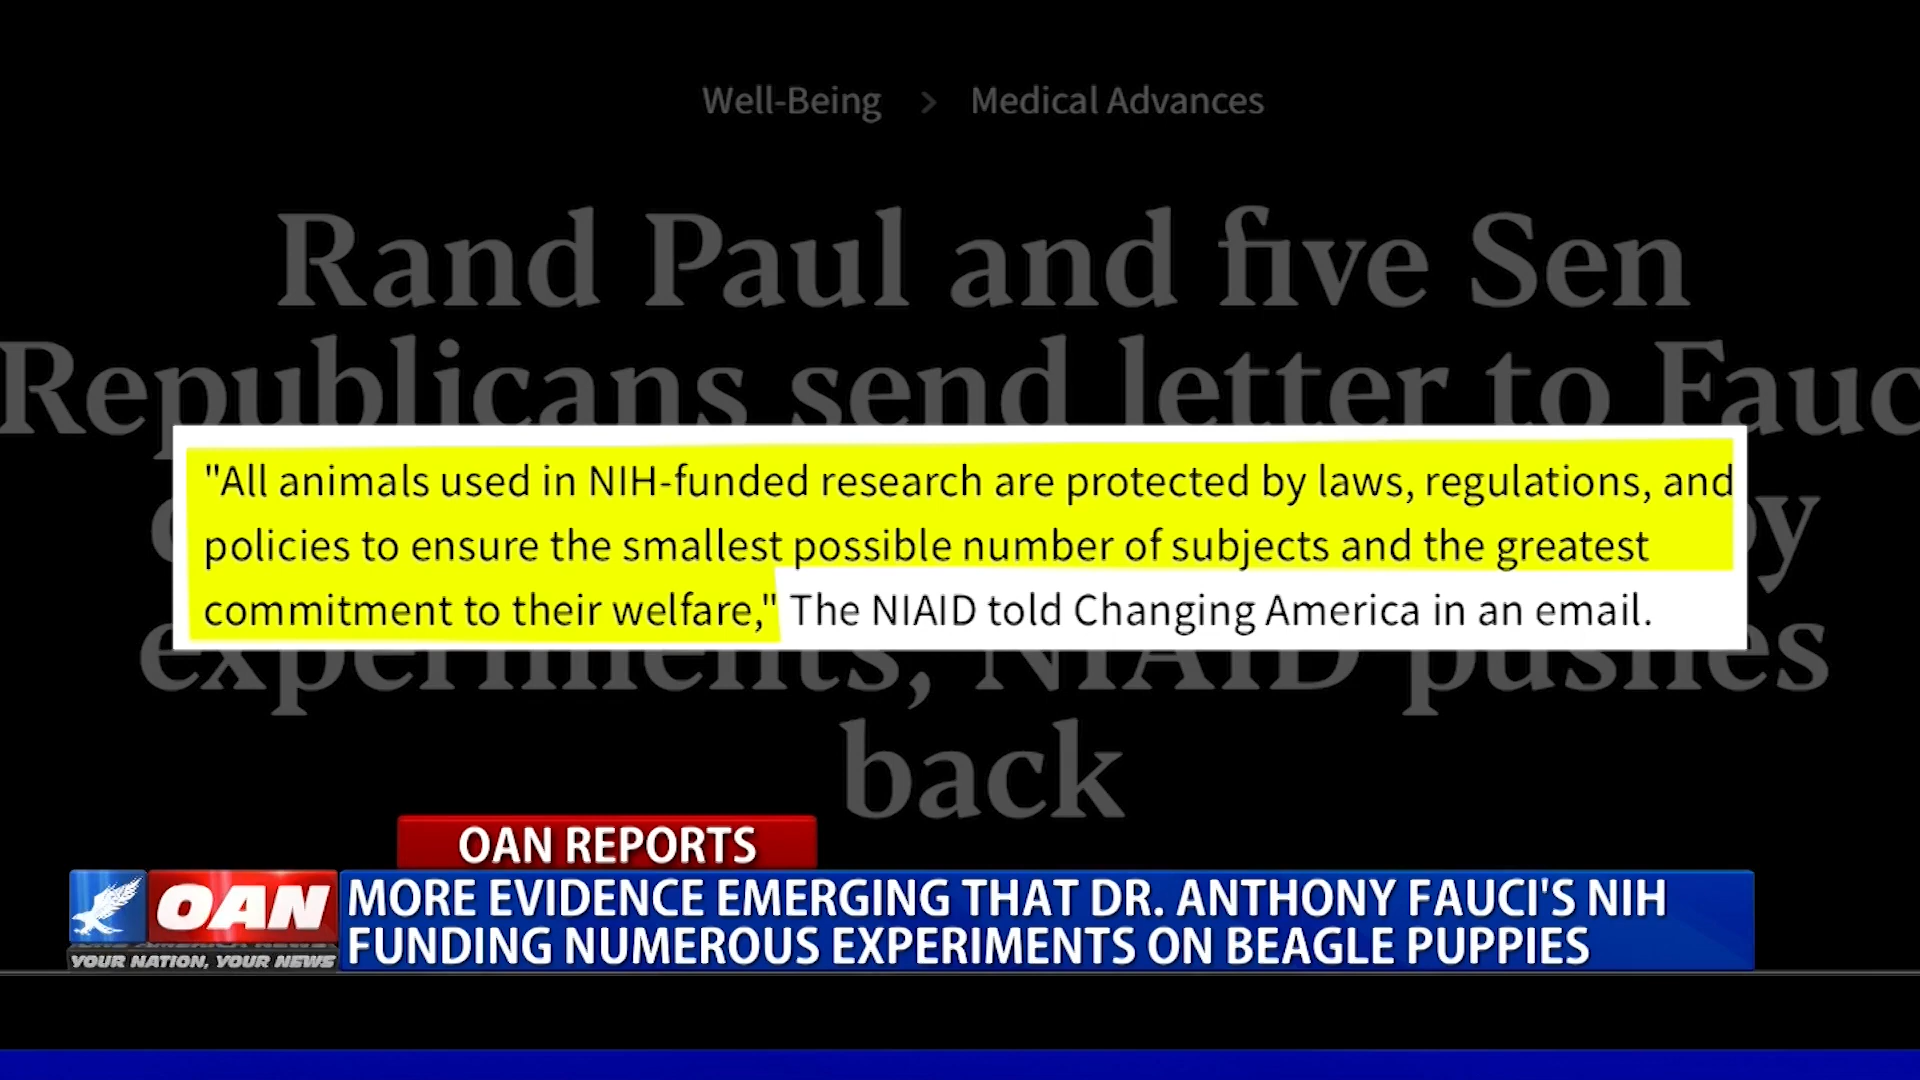 Well-Being > Medical Advances
Rand Paul and five Sen
Republicans send letter to Fauc
by
"All animals used in NIH-funded research are protected by laws, regulations, and
policies to ensure the smallest possible number of subjects and the greatest
commitment to their welfare," The NIAID told Changing America in an email.
experiments, NIAID pushes
back
OAN REPORTS
OAN
MORE EVIDENCE EMERGING THAT DR. ANTHONY FAUCI'S NIH
FUNDING NUMEROUS EXPERIMENTS ON BEAGLE PUPPIES
ONE AMERICA NEWS
YOUR NATION, YOUR NEWS